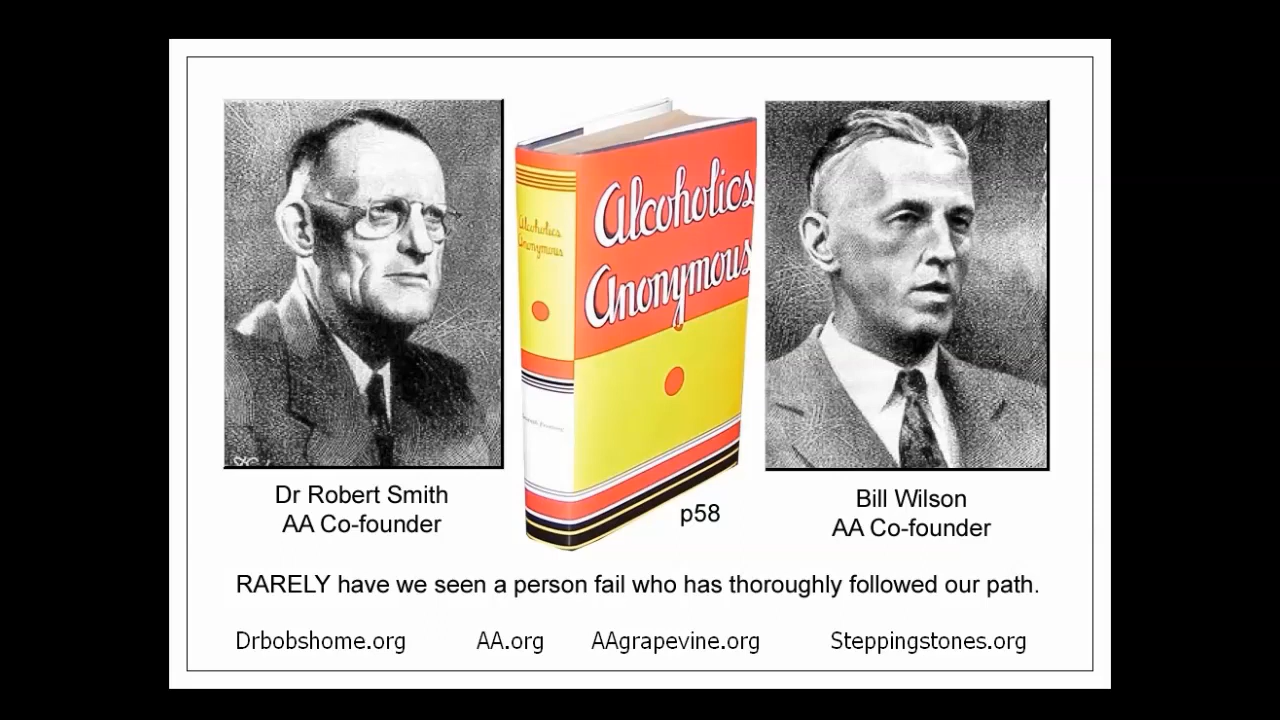 Alcoholics
Anonymous
Alcoholics
Anonymous
p58
Dr Robert Smith
AA Co-founder
Bill Wilson
AA Co-founder
RARELY have we seen a person fail who has thoroughly followed our path.
Drbobshome.org AA.org AAgrapevine.org Steppingstones.org